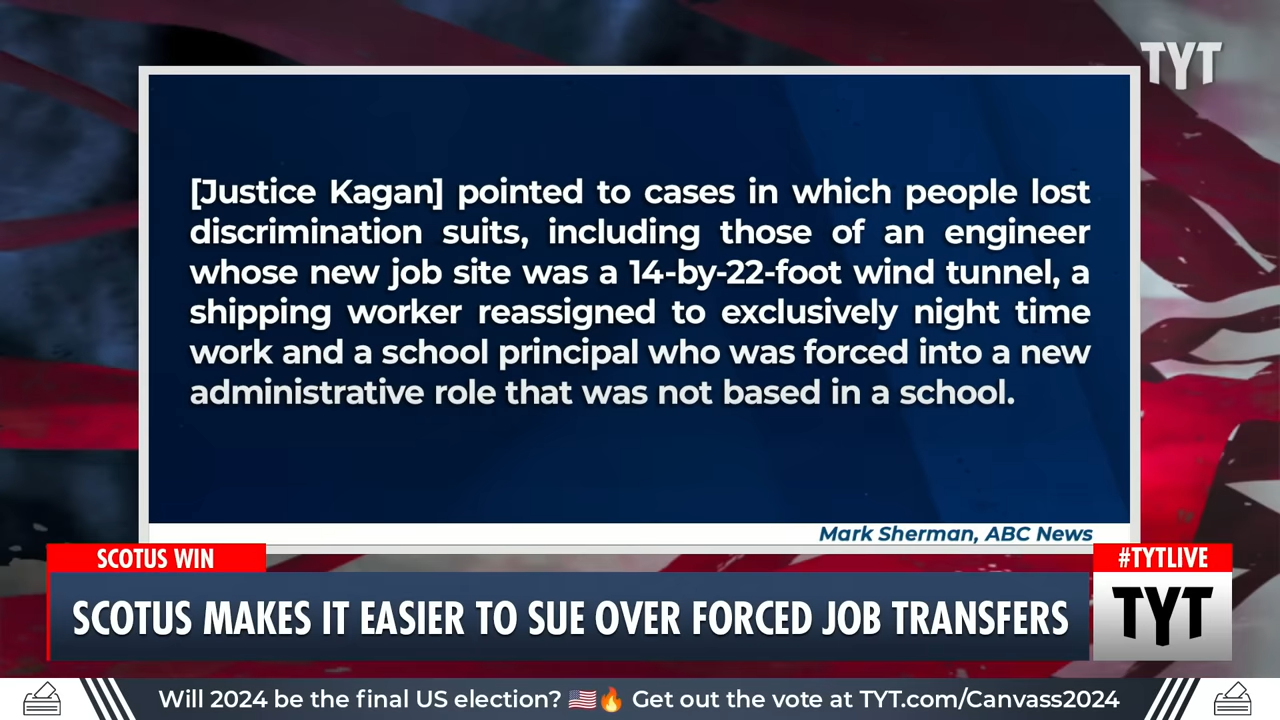 TYT
[Justice Kagan] pointed to cases in which people lost
discrimination suits, including those of an engineer
whose new job site was a 14-by-22-foot wind tunnel, a
shipping worker reassigned to exclusively night time
work and a school principal who was forced into a new
administrative role that was not based in a school.
Mark Sherman, ABC News
SCOTUS WIN
#TYTLIVE
SCOTUS MAKES IT EASIER TO SUE OVER FORCED JOB TRANSFERS
TYT
Will 2024 be the final US election? 🇺🇸🔥 Get out the vote at TYT.com/Canvass2024